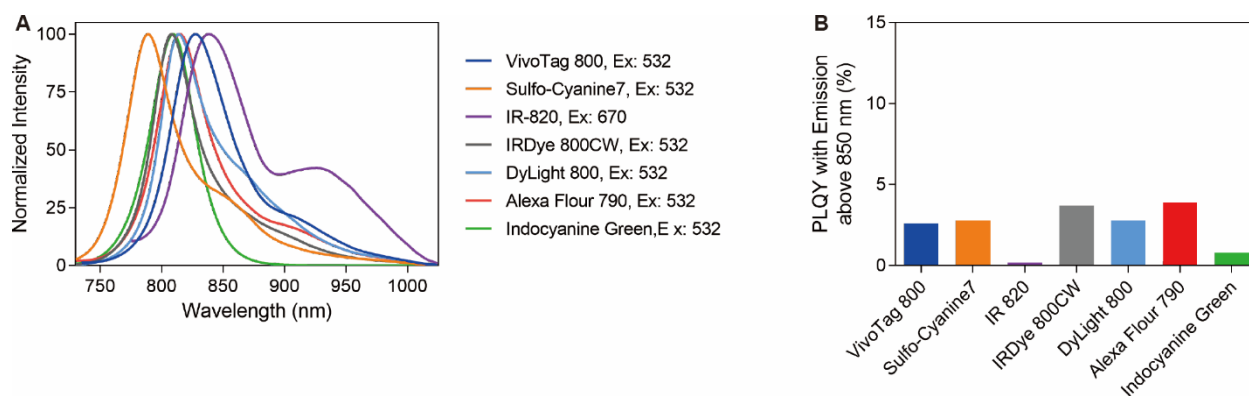 A
Normalized Intensity
100
75
50
25
0
750
800
850
900
950
1000
Wavelength (nm)
VivoTag 800, Ex: 532
Sulfo-Cyanine7, Ex: 532
IR-820, Ex: 670
IRDye 800CW, Ex: 532
DyLight 800, Ex: 532
Alexa Flour 790, Ex: 532
Indocyanine Green,E x: 532
B
PLQY with Emission
above 850 nm (%)
15
10
5
0
VivoTag 800
Sulfo-Cyanine7
IR 820
IRDye 800CW
DyLight 800
Alexa Flour 790
Indocyanine Green